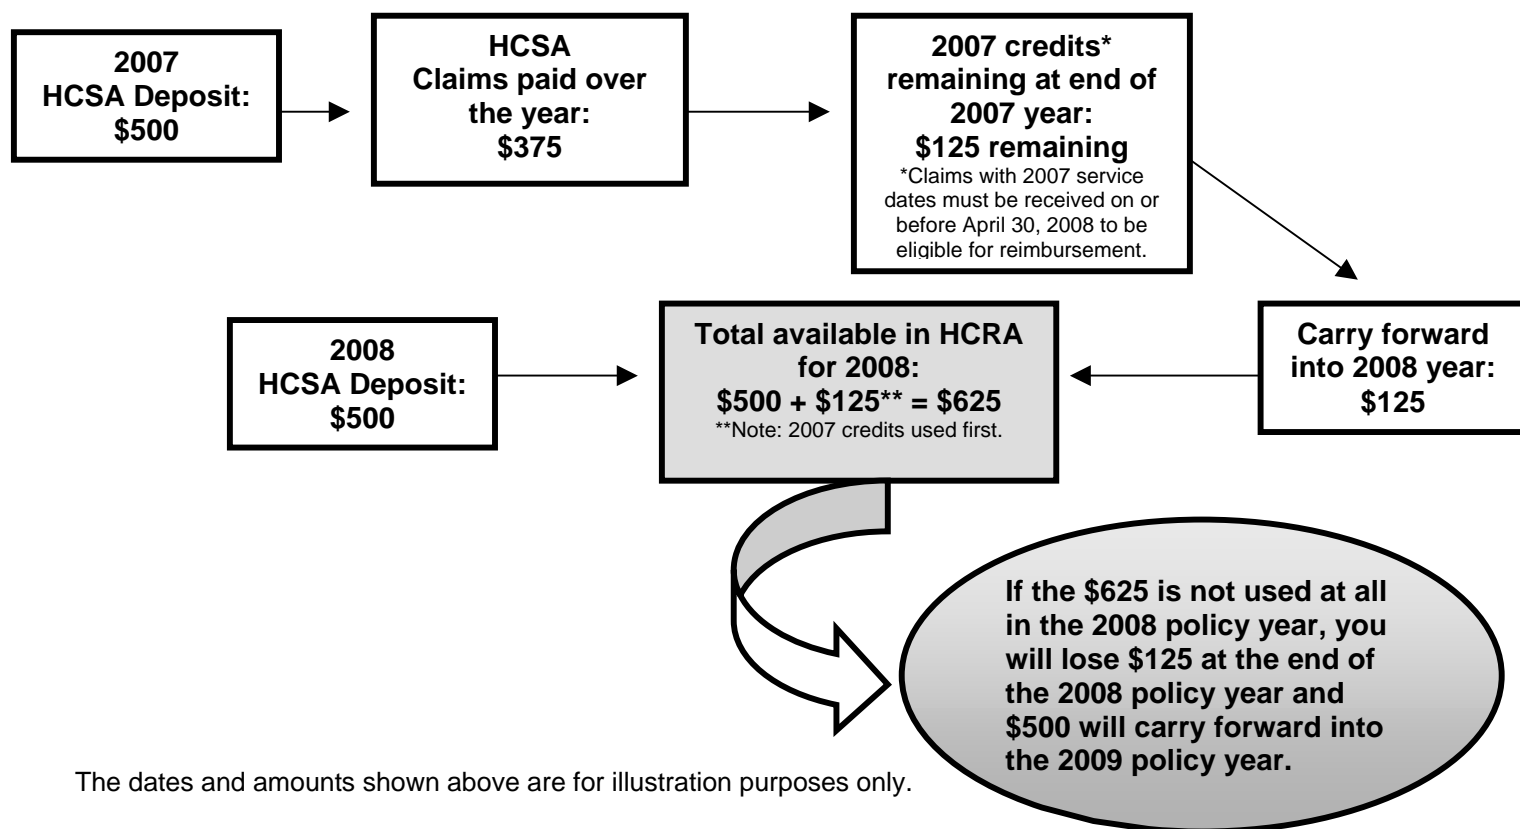 2007
HCSA Deposit:
$500
HCSA
Claims paid over
the year:
$375
2007 credits*
remaining at end of
2007 year:
$125 remaining
*Claims with 2007 service
dates must be received on or
before April 30, 2008 to be
eligible for reimbursement.
2008
HCSA Deposit:
$500
Total available in HCRA
for 2008:
$500 + $125** = $625
**Note: 2007 credits used first.
Carry forward
into 2008 year:
$125
If the $625 is not used at all
in the 2008 policy year, you
will lose $125 at the end of
the 2008 policy year and
$500 will carry forward into
the 2009 policy year.
The dates and amounts shown above are for illustration purposes only.